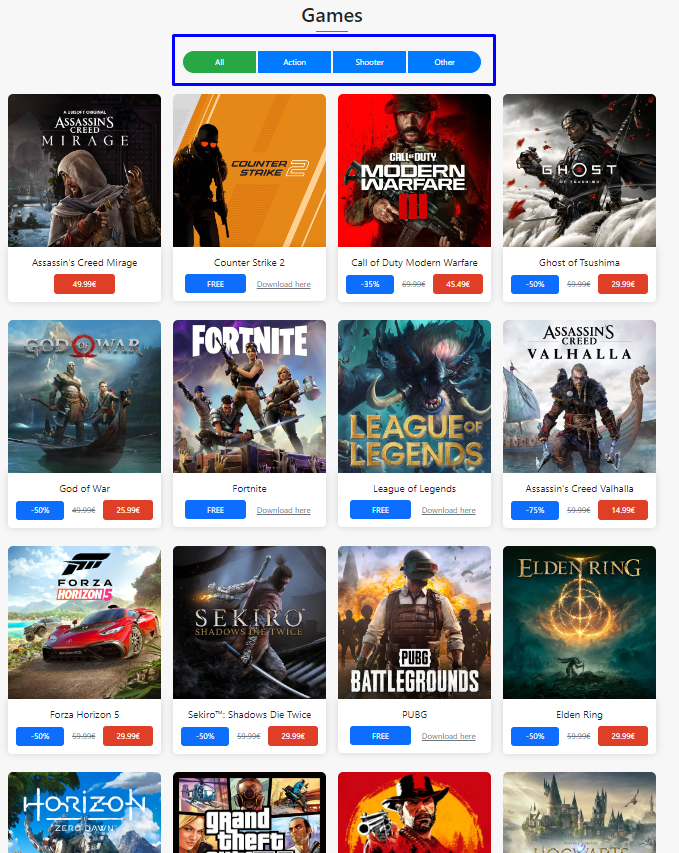 Games
All Action Shooter Other
A UBISOFT ORIGINAL
ASSASSIN'S
CREED
MIRAGE
COUNTER
STRIKE 2
CALL OF DUTY
MODERN
WARFARE
III
GHOST
OF TSUSHIMA
Assassin's Creed Mirage
49.99€
Counter Strike 2
FREE Download here
Call of Duty Modern Warfare
-35% 69.99€ 45.49€
Ghost of Tsushima
-50% 59.99€ 29.99€
GOD OF WAR
FORTNITE
LEAGUE OF
LEGENDS
ASSASSIN'S
CREED
VALHALLA
God of War
-50% 49.99€ 25.99€
Fortnite
FREE Download here
League of Legends
FREE Download here
Assassin's Creed Valhalla
-75% 59.99€ 14.99€
FORZA
HORIZON 5
SEKIRO
SHADOWS DIE TWICE
PUBG
BATTLEGROUNDS
ELDEN RING
Forza Horizon 5
-50% 59.99€ 29.99€
Sekiro™: Shadows Die Twice
-50% 59.99€ 29.99€
PUBG
FREE Download here
Elden Ring
-50% 59.99€ 29.99€
HORIZON
ZERO DAWN
grand
theft
HOGWARTS